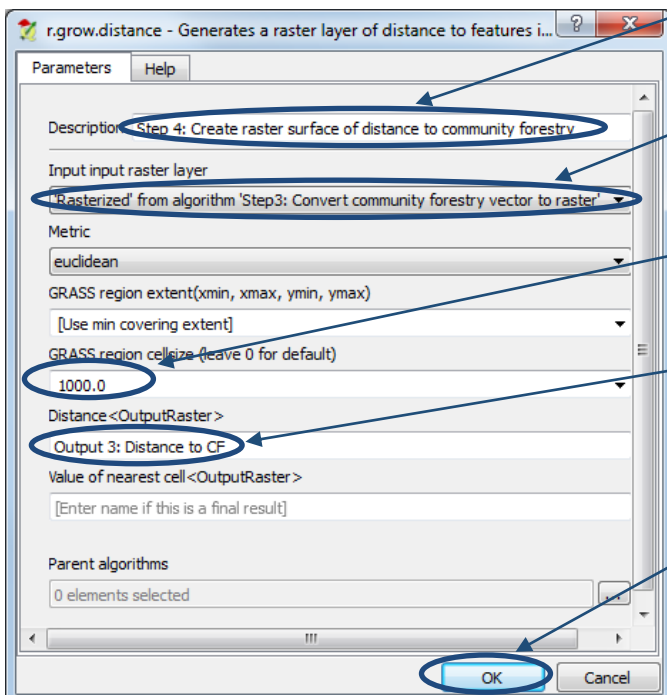 r.grow.distance - Generates a raster layer of distance to features i...
Parameters
Help
Description Step 4: Create raster surface of distance to community forestry
Input input raster layer
'Rasterized' from algorithm 'Step3: Convert community forestry vector to raster'
Metric
euclidean
GRASS region extent(xmin, xmax, ymin, ymax)
[Use min covering extent]
GRASS region cellsize (leave 0 for default)
1000.0
Distance<OutputRaster>
Output 3: Distance to CF
Value of nearest cell<OutputRaster>
[Enter name if this is a final result]
Parent algorithms
0 elements selected
...
OK
Cancel